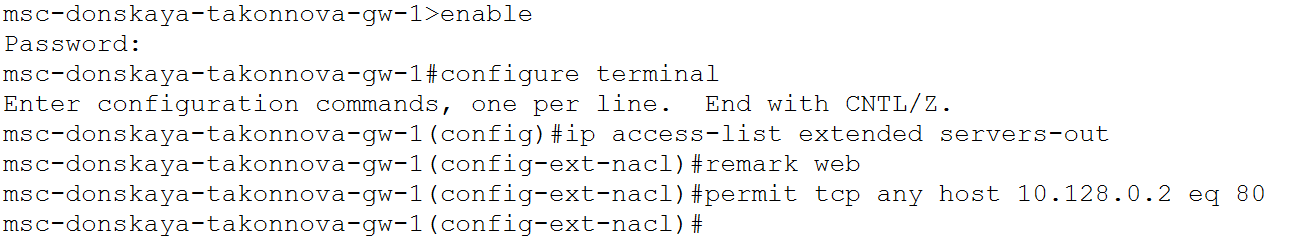 msc-donskaya-takonnova-gw-1>enable
Password:
msc-donskaya-takonnova-gw-1#configure terminal
Enter configuration commands, one per line.  End with CNTL/Z.
msc-donskaya-takonnova-gw-1(config)#ip access-list extended servers-out
msc-donskaya-takonnova-gw-1(config-ext-nacl)#remark web
msc-donskaya-takonnova-gw-1(config-ext-nacl)#permit tcp any host 10.128.0.2 eq 80
msc-donskaya-takonnova-gw-1(config-ext-nacl)#